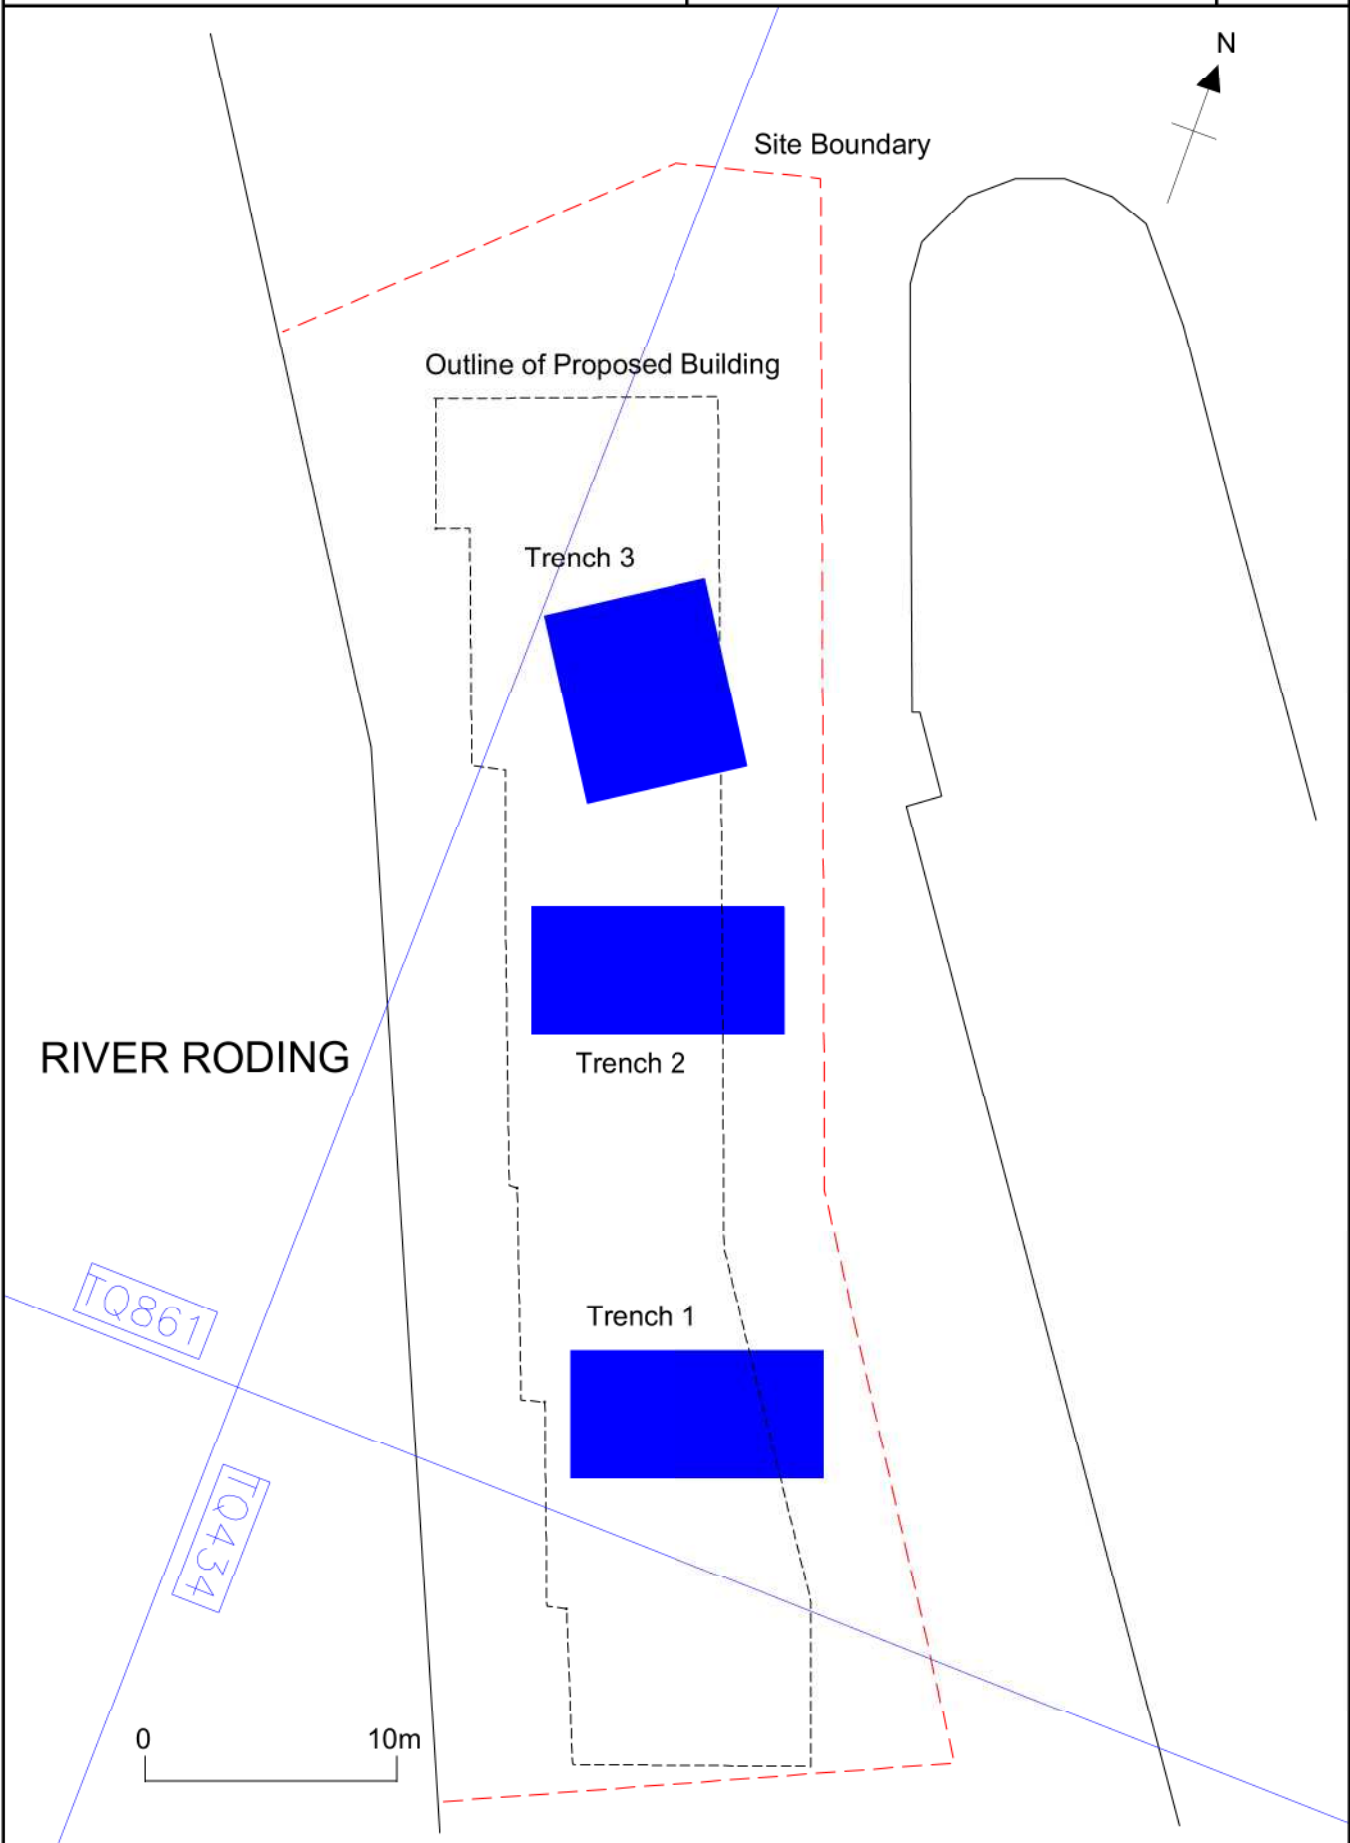 N
Site Boundary
Outline of Proposed Building
Trench 3
RIVER RODING
Trench 2
TQ861
Trench 1
TQ434
0 10m